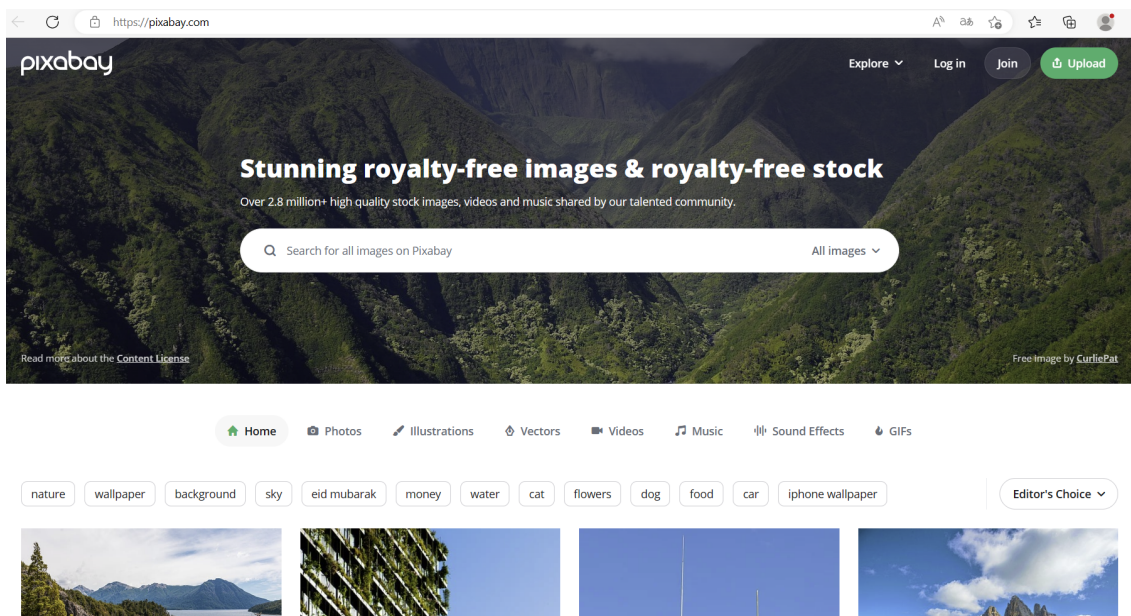 https://pixabay.com
pixabay
Explore Log in Join Upload
Stunning royalty-free images & royalty-free stock
Over 2.8 million+ high quality stock images, videos and music shared by our talented community.
Search for all images on Pixabay All images
Read more about the Content License Free image by CurliePat
Home Photos Illustrations Vectors Videos Music Sound Effects GIFs
nature wallpaper background sky eid mubarak money water cat flowers dog food car iphone wallpaper Editor's Choice